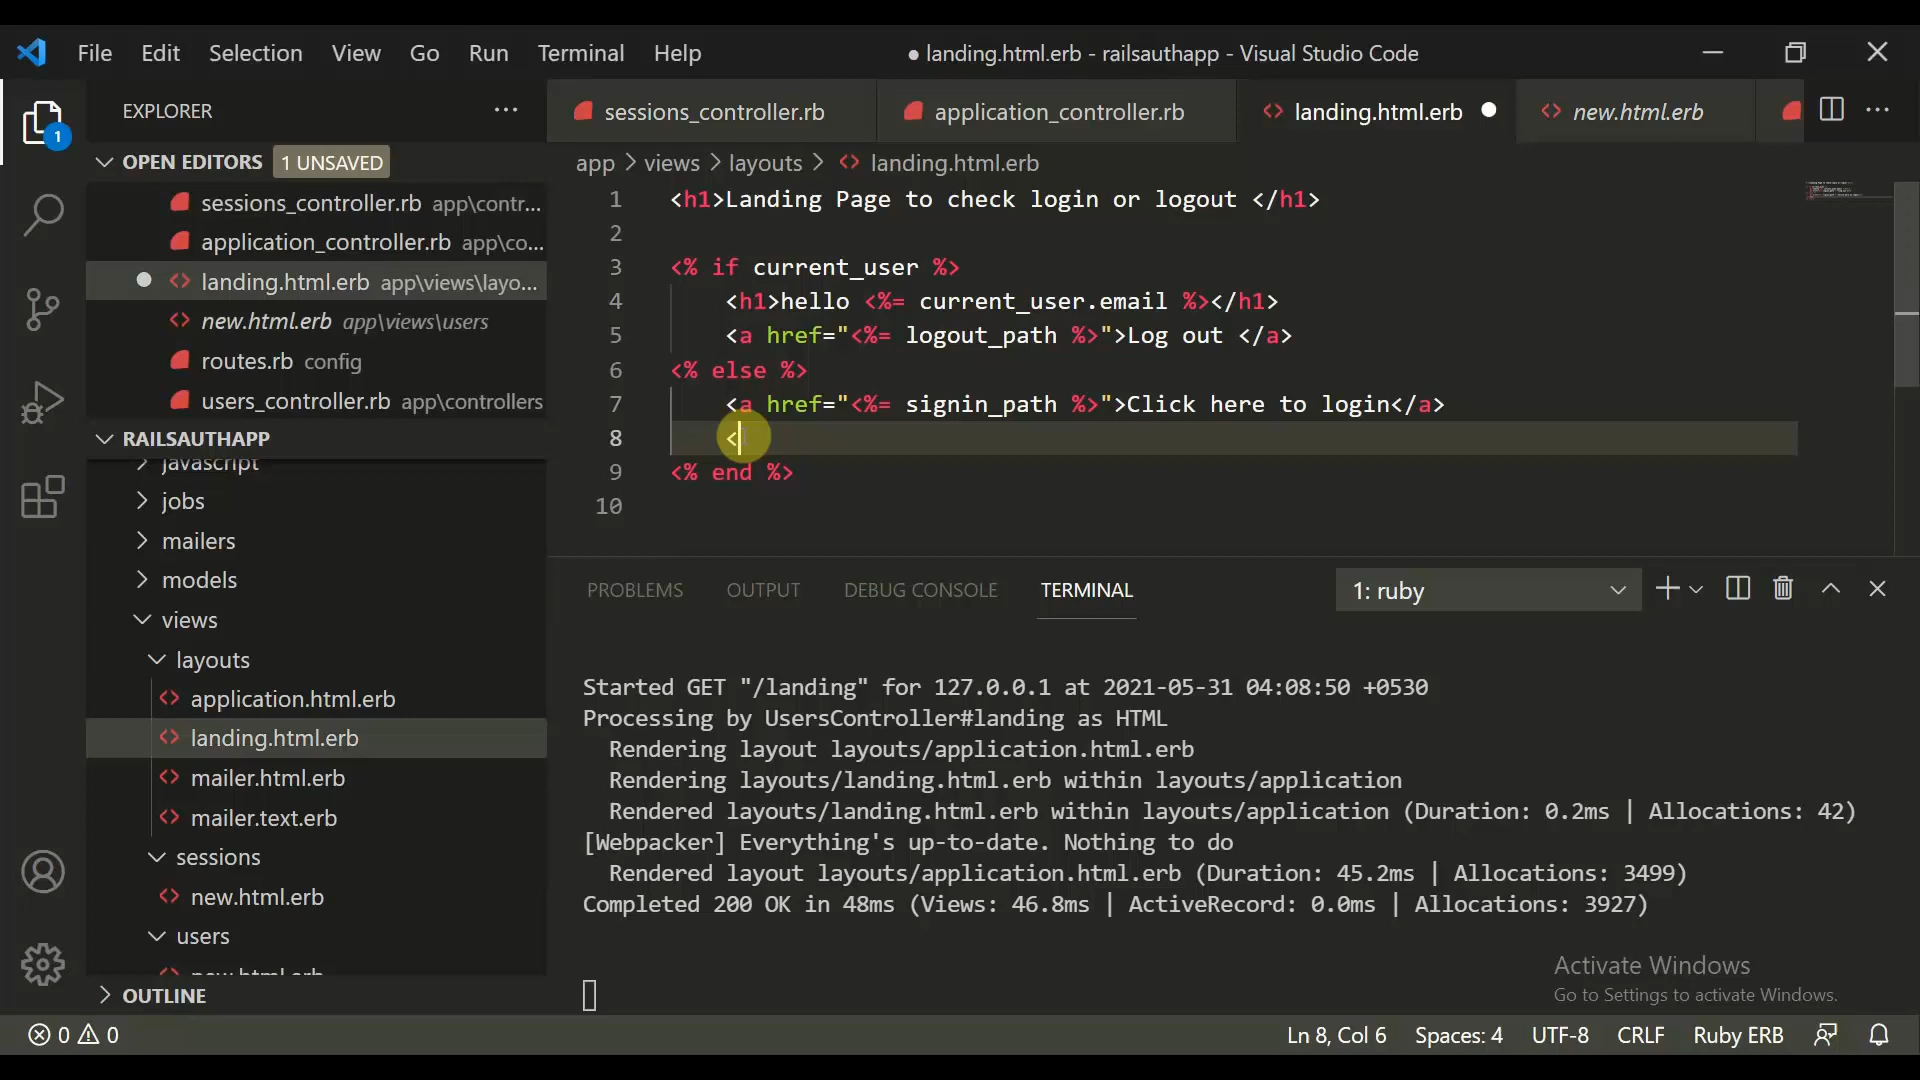 File Edit Selection View Go Run Terminal Help
● landing.html.erb - railsauthapp - Visual Studio Code
EXPLORER
1
OPEN EDITORS 1 UNSAVED
sessions_controller.rb app\contr...
application_controller.rb app\co...
landing.html.erb app\views\layo...
new.html.erb app\views\users
routes.rb config
users_controller.rb app\controllers
RAILSAUTHAPP
javascript
jobs
mailers
models
views
layouts
application.html.erb
landing.html.erb
mailer.html.erb
mailer.text.erb
sessions
new.html.erb
users
new.html.erb
OUTLINE
sessions_controller.rb application_controller.rb landing.html.erb new.html.erb
app > views > layouts > landing.html.erb
1 <h1>Landing Page to check login or logout </h1>
2
3 <% if current_user %>
4 <h1>hello <%= current_user.email %></h1>
5 <a href="<%= logout_path %>">Log out </a>
6 <% else %>
7 <a href="<%= signin_path %>">Click here to login</a>
8 <
9 <% end %>
10
PROBLEMS OUTPUT DEBUG CONSOLE TERMINAL 1: ruby
Started GET "/landing" for 127.0.0.1 at 2021-05-31 04:08:50 +0530
Processing by UsersController#landing as HTML
Rendering layout layouts/application.html.erb
Rendering layouts/landing.html.erb within layouts/application
Rendered layouts/landing.html.erb within layouts/application (Duration: 0.2ms | Allocations: 42)
[Webpacker] Everything's up-to-date. Nothing to do
Rendered layout layouts/application.html.erb (Duration: 45.2ms | Allocations: 3499)
Completed 200 OK in 48ms (Views: 46.8ms | ActiveRecord: 0.0ms | Allocations: 3927)
Activate Windows
Go to Settings to activate Windows.
0 0 Ln 8, Col 6 Spaces: 4 UTF-8 CRLF Ruby ERB